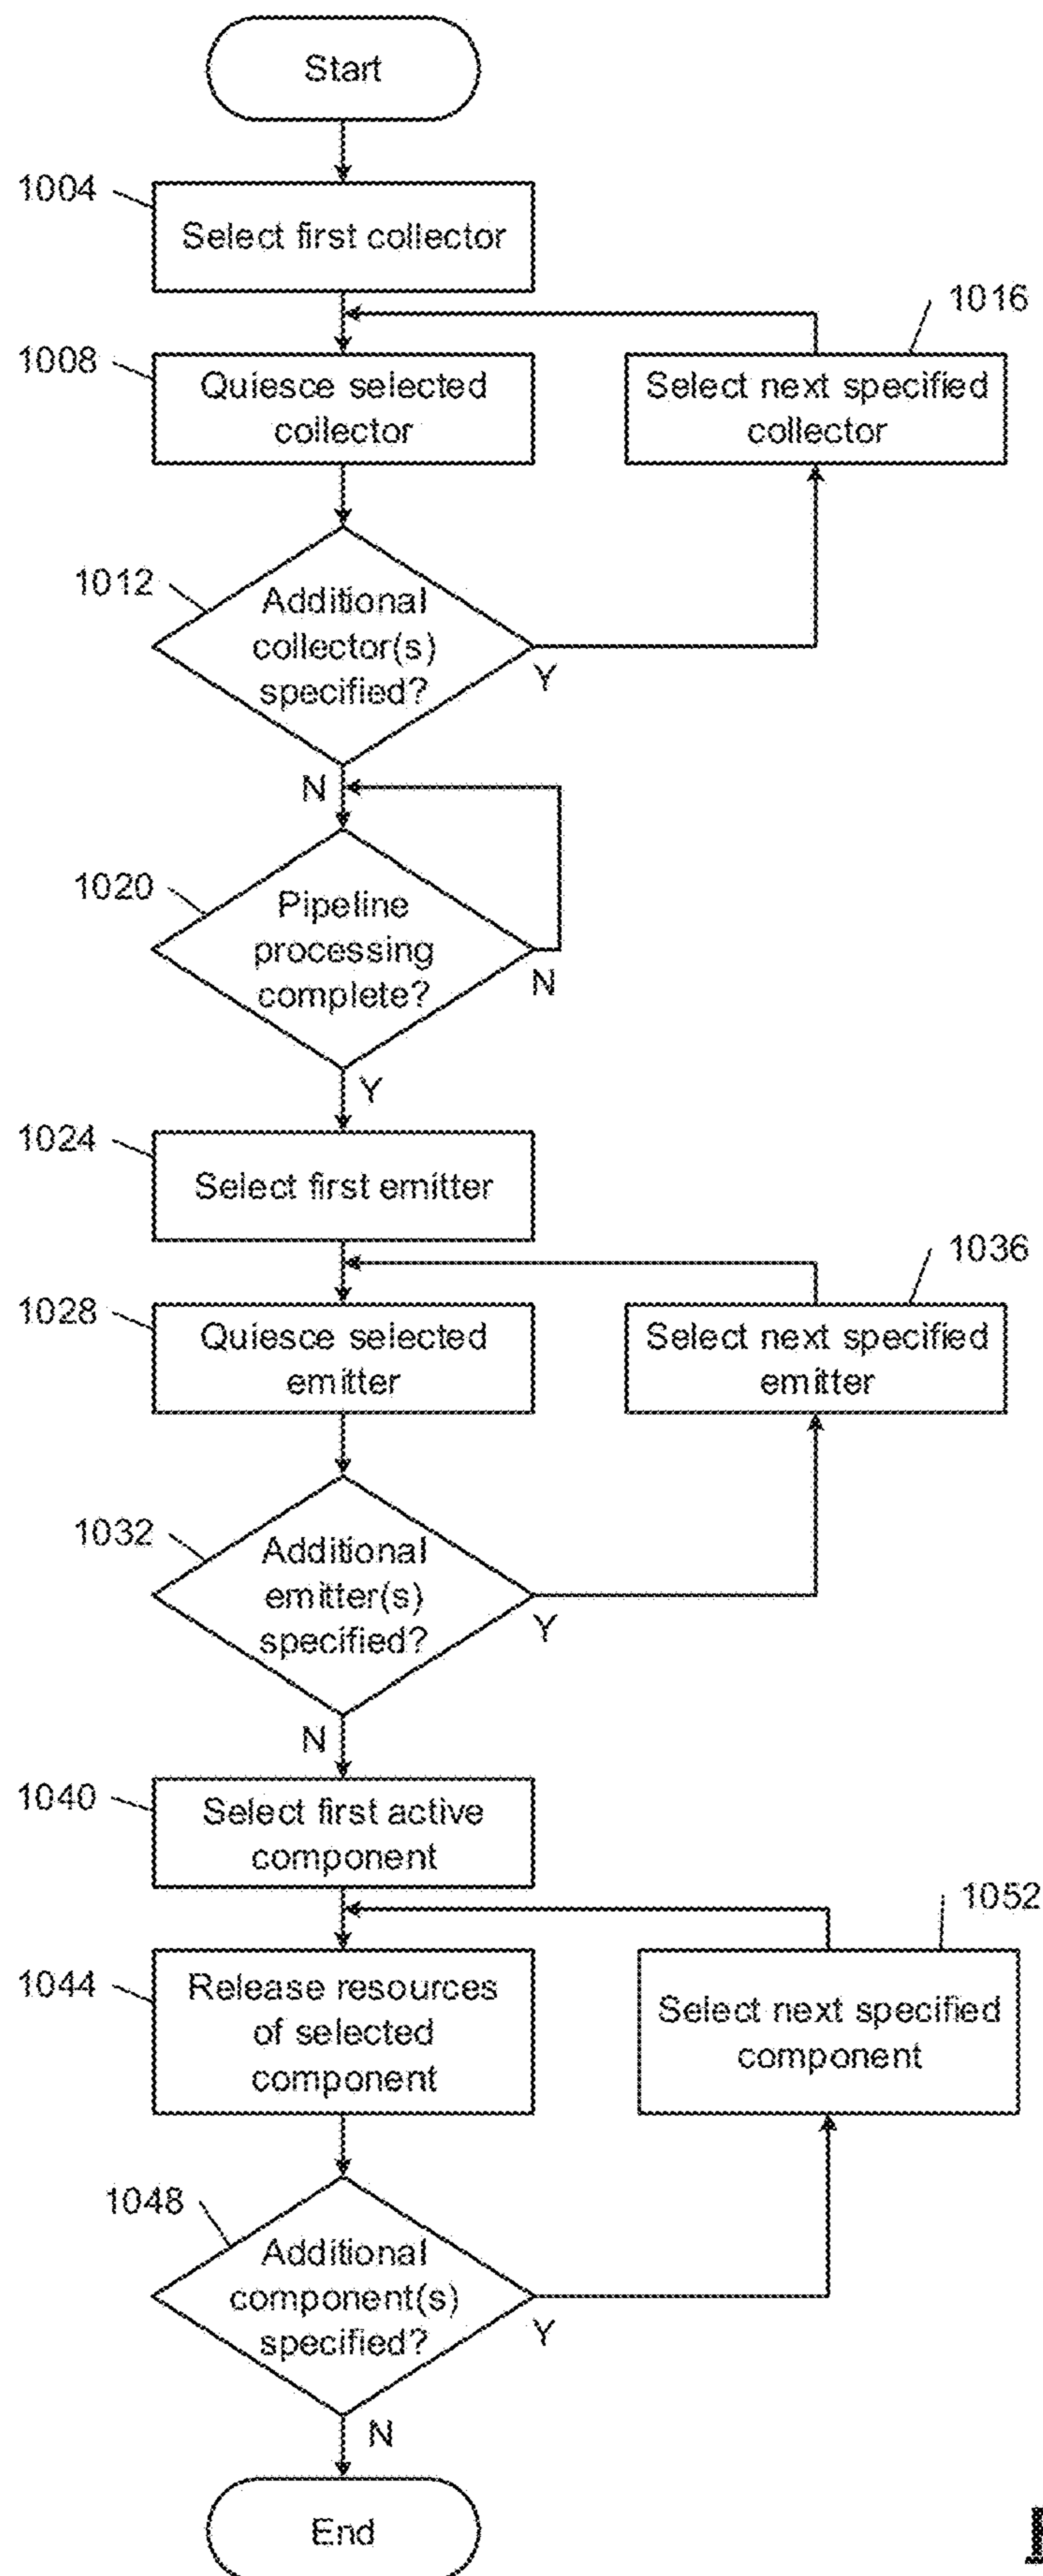 Start
1004
Select first collector
1016
1008
Quiesce selected
collector
Select next specified
collector
1012
Additional
collector(s)
specified?
Y
N
1020
Pipeline
processing
complete?
N
Y
1024
Select first emitter
1036
1028
Quiesce selected
emitter
Select next specified
emitter
1032
Additional
emitter(s)
specified?
Y
N
1040
Select first active
component
1052
1044
Release resources
of selected
component
Select next specified
component
1048
Additional
component(s)
specified?
Y
N
End